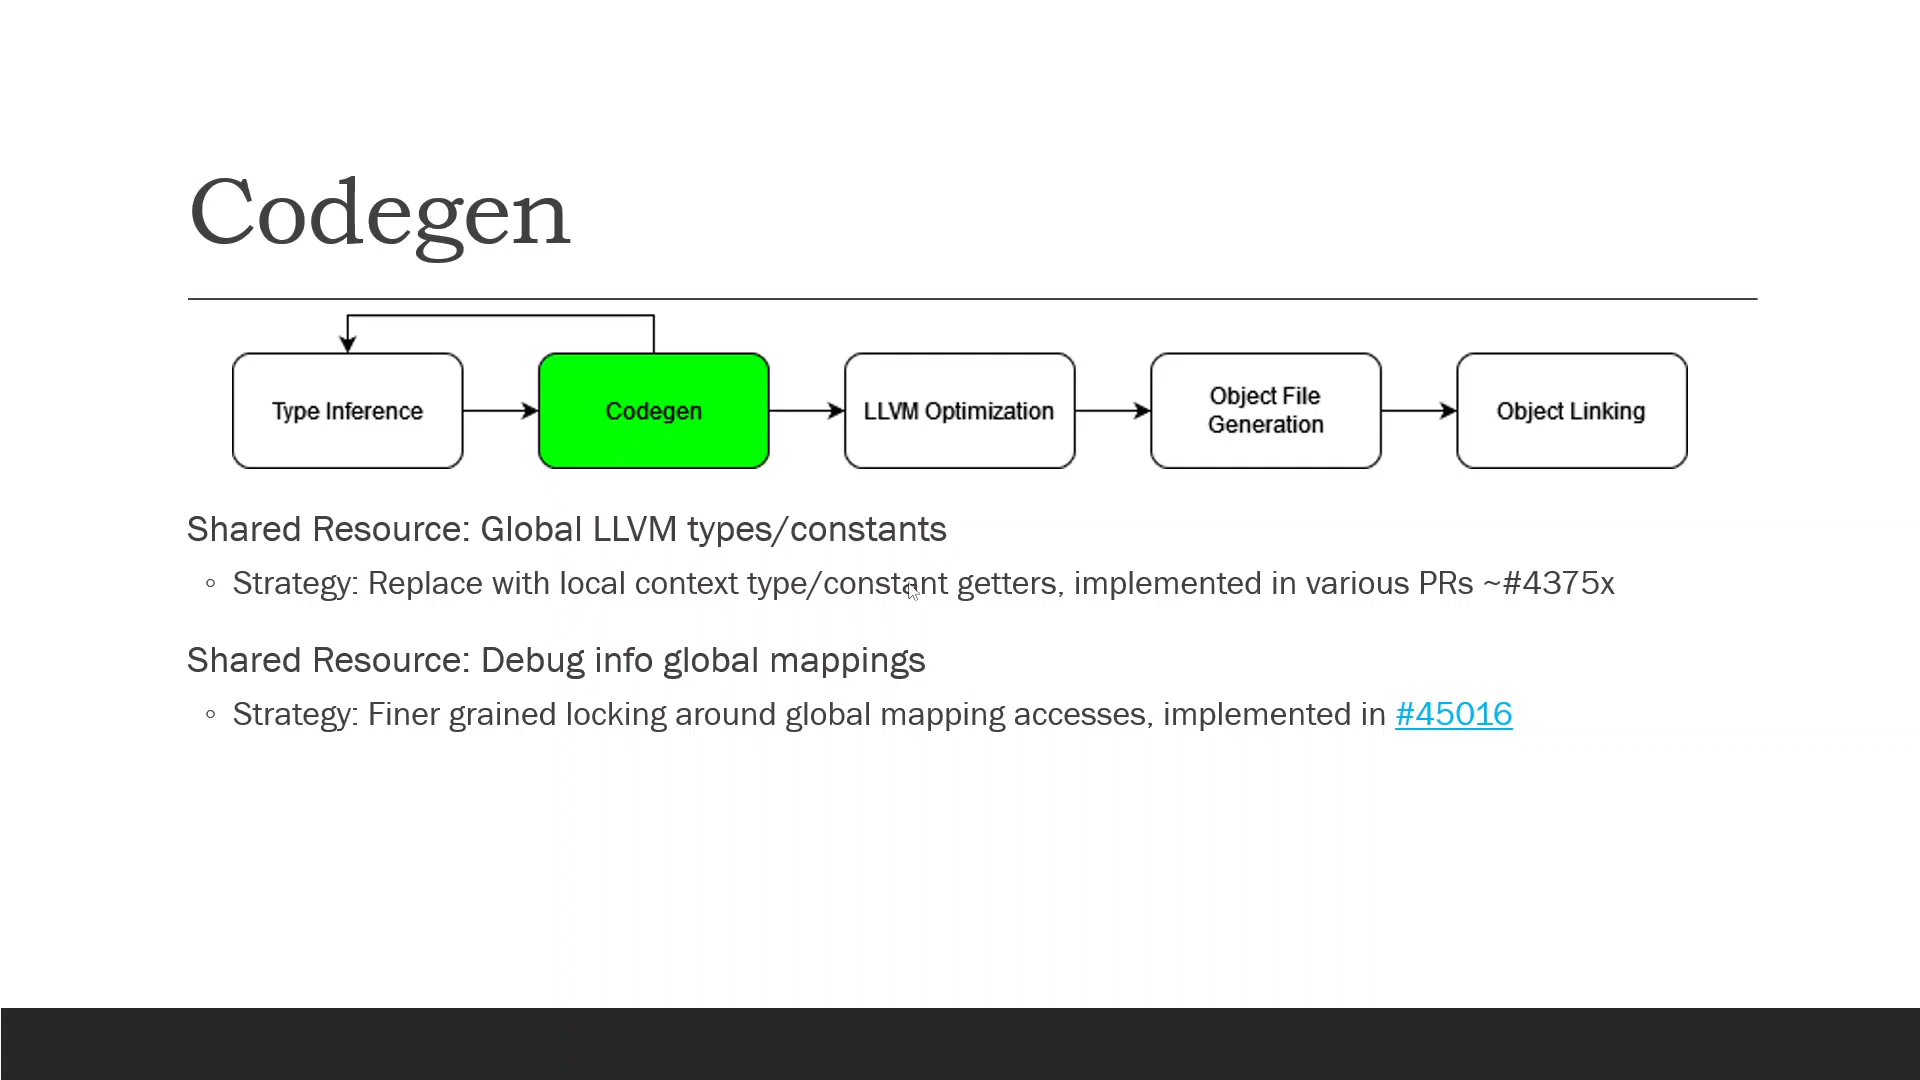 Codegen
Type Inference
Codegen
LLVM Optimization
Object File
Generation
Object Linking
Shared Resource: Global LLVM types/constants
◦ Strategy: Replace with local context type/constant getters, implemented in various PRs ~#4375x
Shared Resource: Debug info global mappings
◦ Strategy: Finer grained locking around global mapping accesses, implemented in #45016